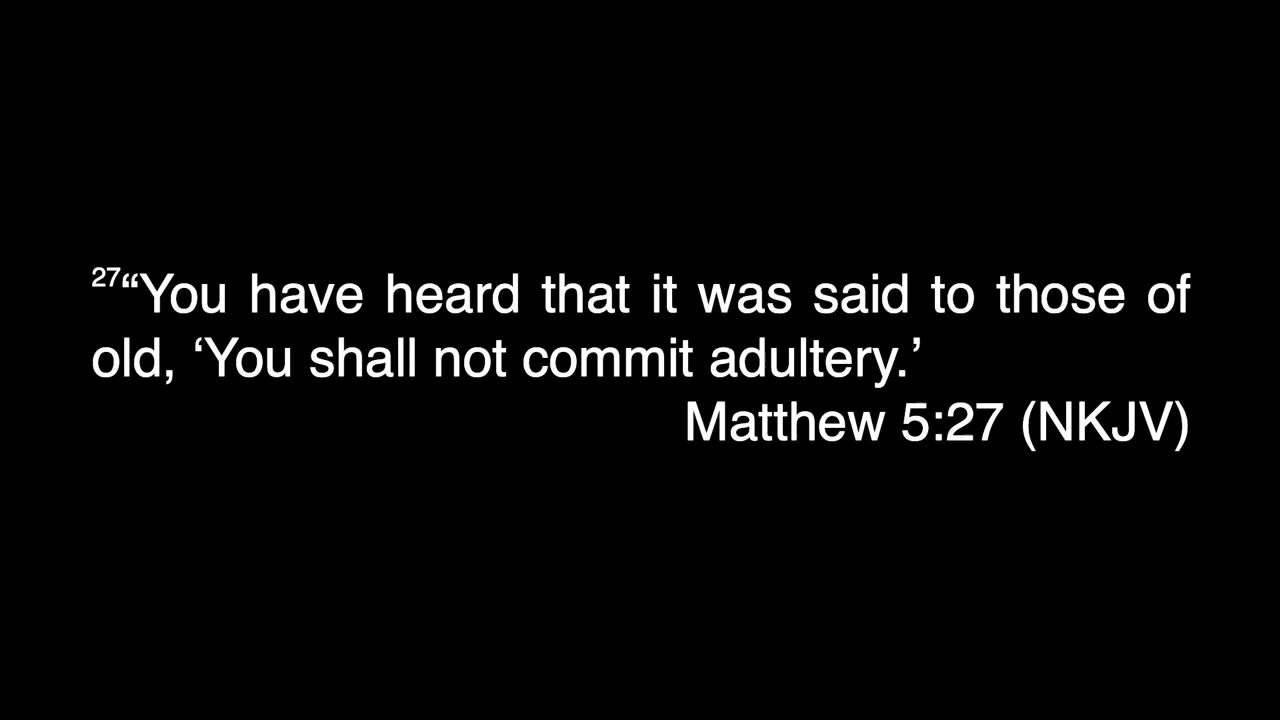 27“You have heard that it was said to those of
old, ‘You shall not commit adultery.’
Matthew 5:27 (NKJV)